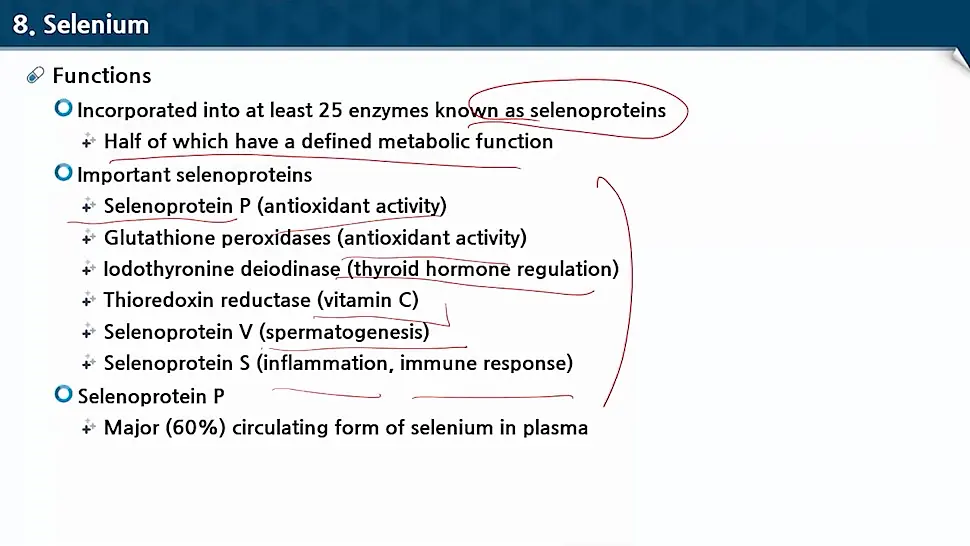 8. Selenium
Functions
Incorporated into at least 25 enzymes known as selenoproteins
Half of which have a defined metabolic function
Important selenoproteins
Selenoprotein P (antioxidant activity)
Glutathione peroxidases (antioxidant activity)
Iodothyronine deiodinase (thyroid hormone regulation)
Thioredoxin reductase (vitamin C)
Selenoprotein V (spermatogenesis)
Selenoprotein S (inflammation, immune response)
Selenoprotein P
Major (60%) circulating form of selenium in plasma